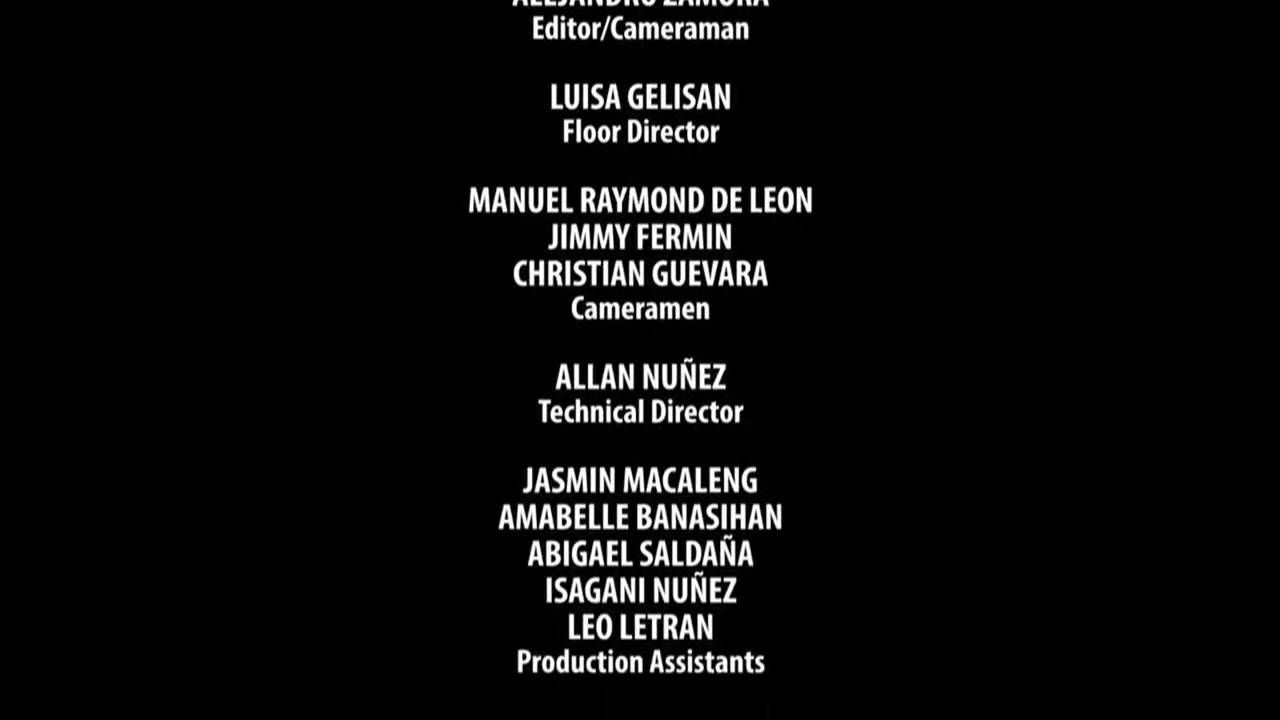 ALEJANDRO ZAMORA
Editor/Cameraman
LUISA GELISAN
Floor Director
MANUEL RAYMOND DE LEON
JIMMY FERMIN
CHRISTIAN GUEVARA
Cameramen
ALLAN NUÑEZ
Technical Director
JASMIN MACALENG
AMABELLE BANASIHAN
ABIGAEL SALDAÑA
ISAGANI NUÑEZ
LEO LETRAN
Production Assistants